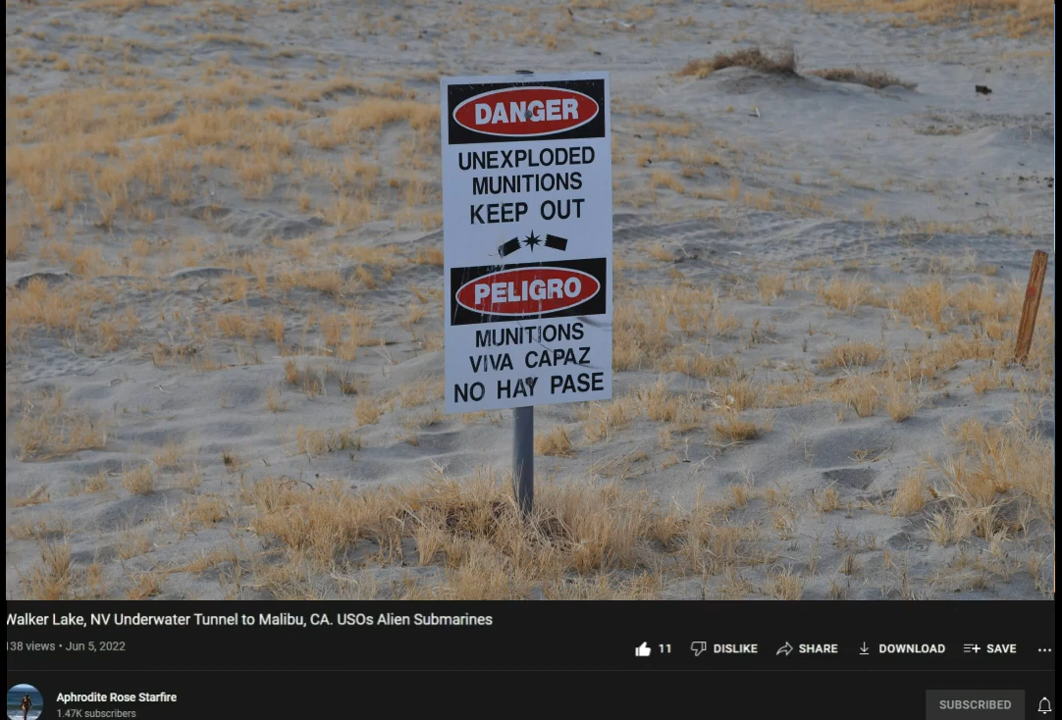 DANGER
UNEXPLODED
MUNITIONS
KEEP OUT
PELIGRO
MUNITIONS
VIVA CAPAZ
NO HAY PASE
Walker Lake, NV Underwater Tunnel to Malibu, CA. USOs Alien Submarines
138 views • Jun 5, 2022
11 DISLIKE SHARE DOWNLOAD SAVE
Aphrodite Rose Starfire
1.47K subscribers
SUBSCRIBED